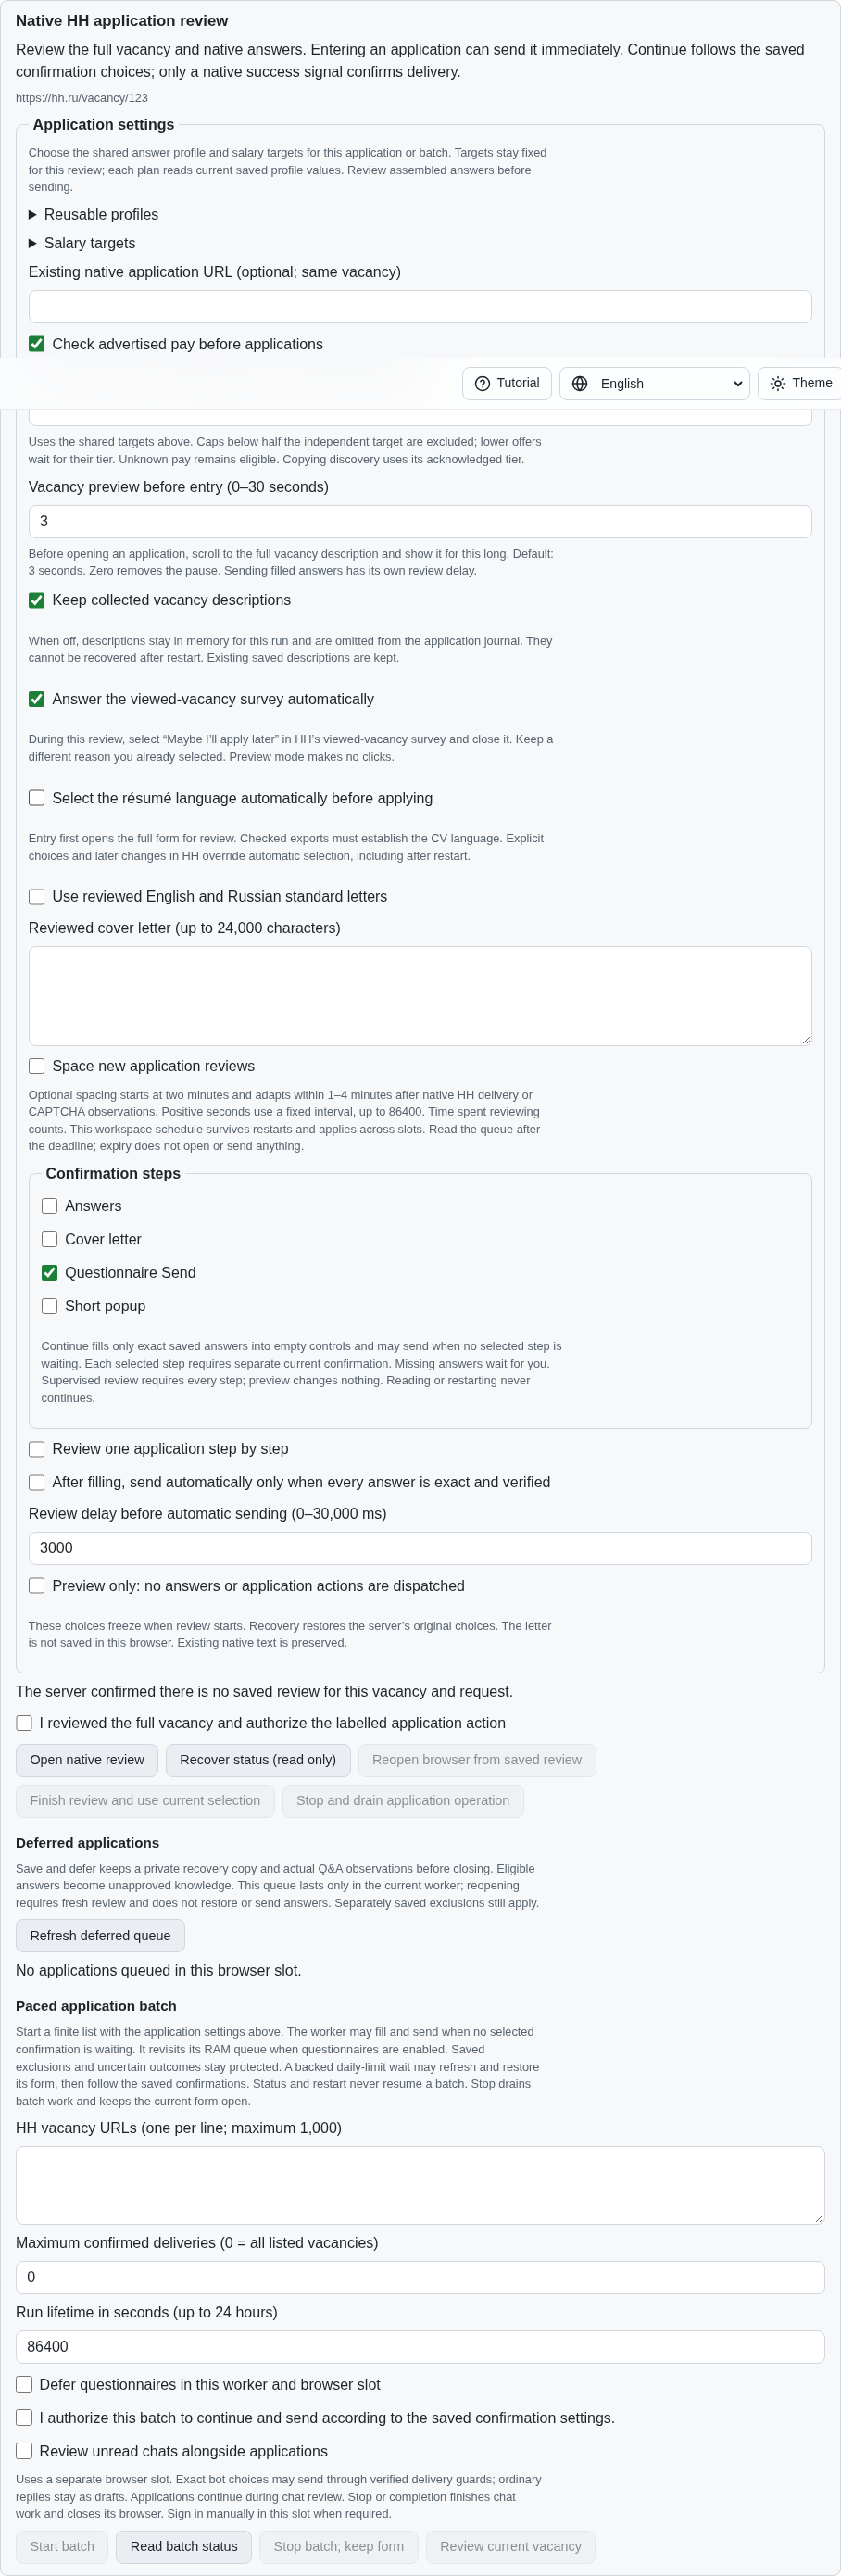 Native HH application review
Review the full vacancy and native answers. Entering an application can send it immediately. Continue follows the saved
confirmation choices; only a native success signal confirms delivery.
https://hh.ru/vacancy/123
Application settings
Choose the shared answer profile and salary targets for this application or batch. Targets stay fixed
for this review; each plan reads current saved profile values. Review assembled answers before
sending.
Reusable profiles
Salary targets
Existing native application URL (optional; same vacancy)
Check advertised pay before applications
Tutorial
English
Theme
Uses the shared targets above. Caps below half the independent target are excluded; lower offers
wait for their tier. Unknown pay remains eligible. Copying discovery uses its acknowledged tier.
Vacancy preview before entry (0–30 seconds)
3
Before opening an application, scroll to the full vacancy description and show it for this long. Default:
3 seconds. Zero removes the pause. Sending filled answers has its own review delay.
Keep collected vacancy descriptions
When off, descriptions stay in memory for this run and are omitted from the application journal. They
cannot be recovered after restart. Existing saved descriptions are kept.
Answer the viewed-vacancy survey automatically
During this review, select “Maybe I’ll apply later” in HH’s viewed-vacancy survey and close it. Keep a
different reason you already selected. Preview mode makes no clicks.
Select the résumé language automatically before applying
Entry first opens the full form for review. Checked exports must establish the CV language. Explicit
choices and later changes in HH override automatic selection, including after restart.
Use reviewed English and Russian standard letters
Reviewed cover letter (up to 24,000 characters)
Space new application reviews
Optional spacing starts at two minutes and adapts within 1–4 minutes after native HH delivery or
CAPTCHA observations. Positive seconds use a fixed interval, up to 86400. Time spent reviewing
counts. This workspace schedule survives restarts and applies across slots. Read the queue after
the deadline; expiry does not open or send anything.
Confirmation steps
Answers
Cover letter
Questionnaire Send
Short popup
Continue fills only exact saved answers into empty controls and may send when no selected step is
waiting. Each selected step requires separate current confirmation. Missing answers wait for you.
Supervised review requires every step; preview changes nothing. Reading or restarting never
continues.
Review one application step by step
After filling, send automatically only when every answer is exact and verified
Review delay before automatic sending (0–30,000 ms)
3000
Preview only: no answers or application actions are dispatched
These choices freeze when review starts. Recovery restores the server’s original choices. The letter
is not saved in this browser. Existing native text is preserved.
The server confirmed there is no saved review for this vacancy and request.
I reviewed the full vacancy and authorize the labelled application action
Open native review
Recover status (read only)
Reopen browser from saved review
Finish review and use current selection
Stop and drain application operation
Deferred applications
Save and defer keeps a private recovery copy and actual Q&A observations before closing. Eligible
answers become unapproved knowledge. This queue lasts only in the current worker; reopening
requires fresh review and does not restore or send answers. Separately saved exclusions still apply.
Refresh deferred queue
No applications queued in this browser slot.
Paced application batch
Start a finite list with the application settings above. The worker may fill and send when no selected
confirmation is waiting. It revisits its RAM queue when questionnaires are enabled. Saved
exclusions and uncertain outcomes stay protected. A backed daily-limit wait may refresh and restore
its form, then follow the saved confirmations. Status and restart never resume a batch. Stop drains
batch work and keeps the current form open.
HH vacancy URLs (one per line; maximum 1,000)
Maximum confirmed deliveries (0 = all listed vacancies)
0
Run lifetime in seconds (up to 24 hours)
86400
Defer questionnaires in this worker and browser slot
I authorize this batch to continue and send according to the saved confirmation settings.
Review unread chats alongside applications
Uses a separate browser slot. Exact bot choices may send through verified delivery guards; ordinary
replies stay as drafts. Applications continue during chat review. Stop or completion finishes chat
work and closes its browser. Sign in manually in this slot when required.
Start batch
Read batch status
Stop batch; keep form
Review current vacancy